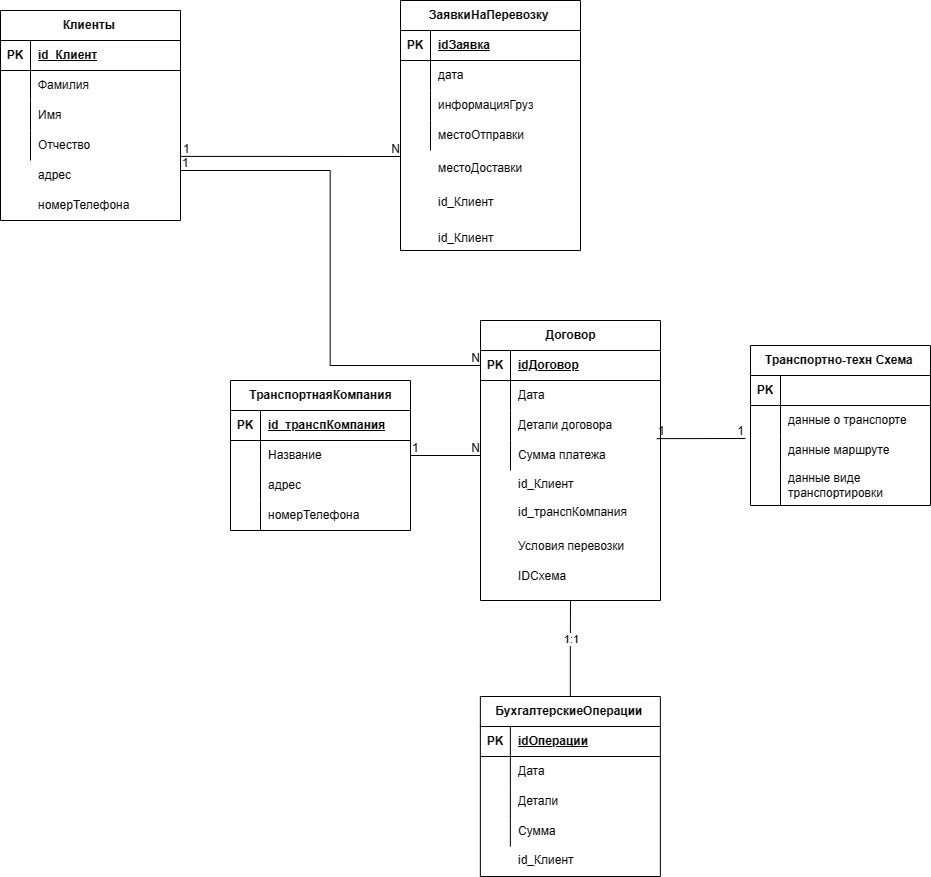 Клиенты
PK id_Клиент
Фамилия
Имя
Отчество
адрес
номерТелефона
1
1
N
ЗаявкиНаПеревозку
PK idЗаявка
дата
информацияГруз
местоОтправки
местоДоставки
id_Клиент
id_Клиент
ТранспортнаяКомпания
PK id_транспКомпания
Название
адрес
номерТелефона
1
N
N
Договор
PK idДоговор
Дата
Детали договора
Сумма платежа
id_Клиент
id_транспКомпания
Условия перевозки
IDСхема
1
1
Транспортно-техн Схема
PK
данные о транспорте
данные маршруте
данные виде
транспортировки
1:1
БухгалтерскиеОперации
PK idОперации
Дата
Детали
Сумма
id_Клиент